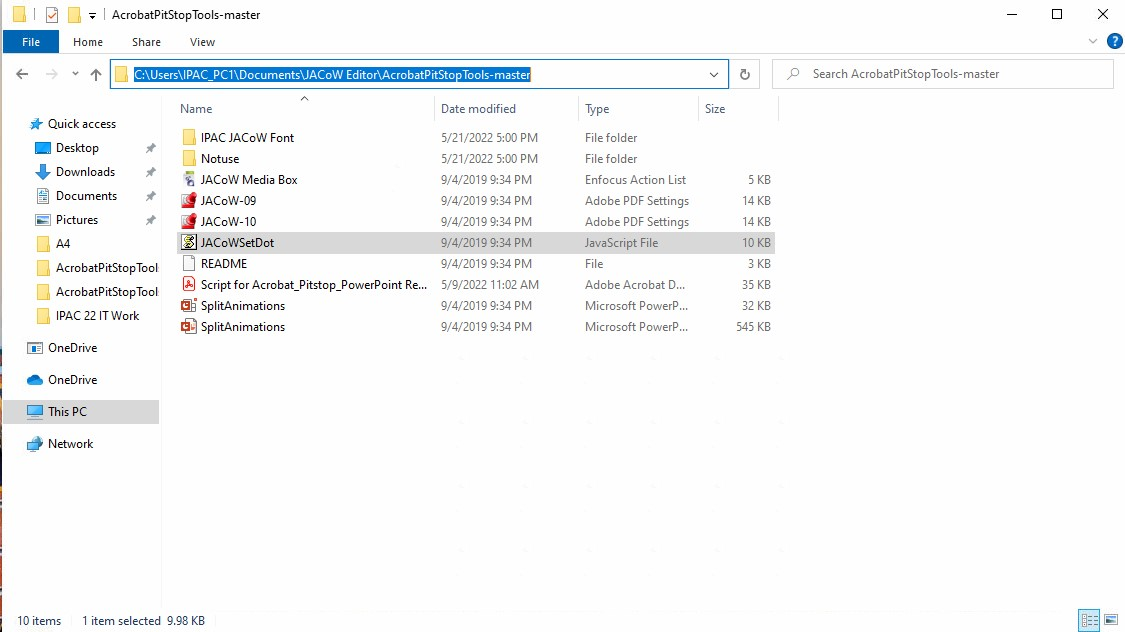 AcrobatPitStopTools-master
File Home Share View
C:\Users\IPAC_PC1\Documents\JACoW Editor\AcrobatPitStopTools-master
Search AcrobatPitStopTools-master
Name Date modified Type Size
Quick access
Desktop
Downloads
Documents
Pictures
A4
AcrobatPitStopTool
AcrobatPitStopTool
IPAC 22 IT Work
OneDrive
OneDrive
This PC
Network
IPAC JACoW Font 5/21/2022 5:00 PM File folder
Notuse 5/21/2022 5:00 PM File folder
JACoW Media Box 9/4/2019 9:34 PM Enfocus Action List 5 KB
JACoW-09 9/4/2019 9:34 PM Adobe PDF Settings 14 KB
JACoW-10 9/4/2019 9:34 PM Adobe PDF Settings 14 KB
JACoWSetDot 9/4/2019 9:34 PM JavaScript File 10 KB
README 9/4/2019 9:34 PM File 3 KB
Script for Acrobat_Pitstop_PowerPoint Re... 5/9/2022 11:02 AM Adobe Acrobat D... 35 KB
SplitAnimations 9/4/2019 9:34 PM Microsoft PowerP... 32 KB
SplitAnimations 9/4/2019 9:34 PM Microsoft PowerP... 545 KB
10 items 1 item selected 9.98 KB